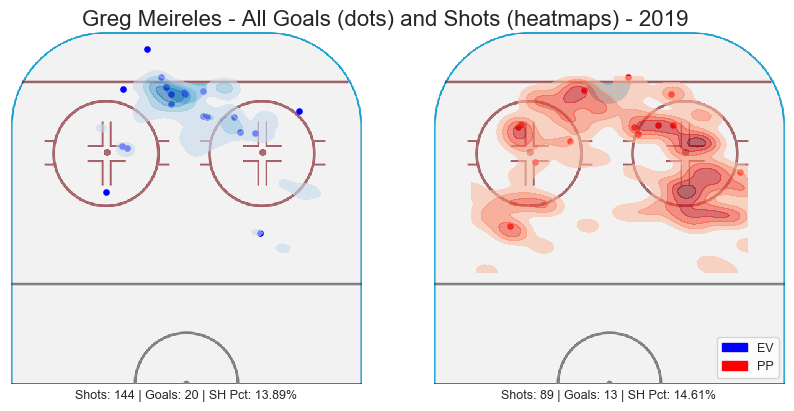 Greg Meireles - All Goals (dots) and Shots (heatmaps) - 2019
EV
PP
Shots: 144 | Goals: 20 | SH Pct: 13.89%
Shots: 89 | Goals: 13 | SH Pct: 14.61%